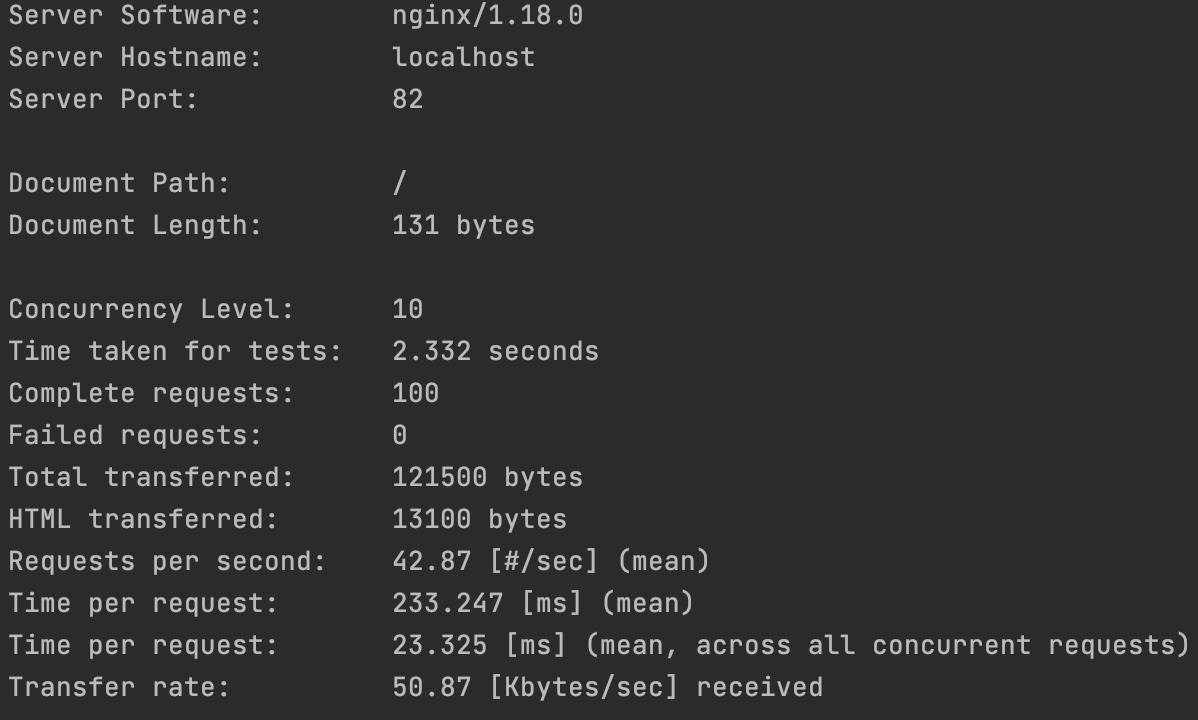 Server Software: nginx/1.18.0
Server Hostname: localhost
Server Port: 82
Document Path: /
Document Length: 131 bytes
Concurrency Level: 10
Time taken for tests: 2.332 seconds
Complete requests: 100
Failed requests: 0
Total transferred: 121500 bytes
HTML transferred: 13100 bytes
Requests per second: 42.87 [#/sec] (mean)
Time per request: 233.247 [ms] (mean)
Time per request: 23.325 [ms] (mean, across all concurrent requests)
Transfer rate: 50.87 [Kbytes/sec] received